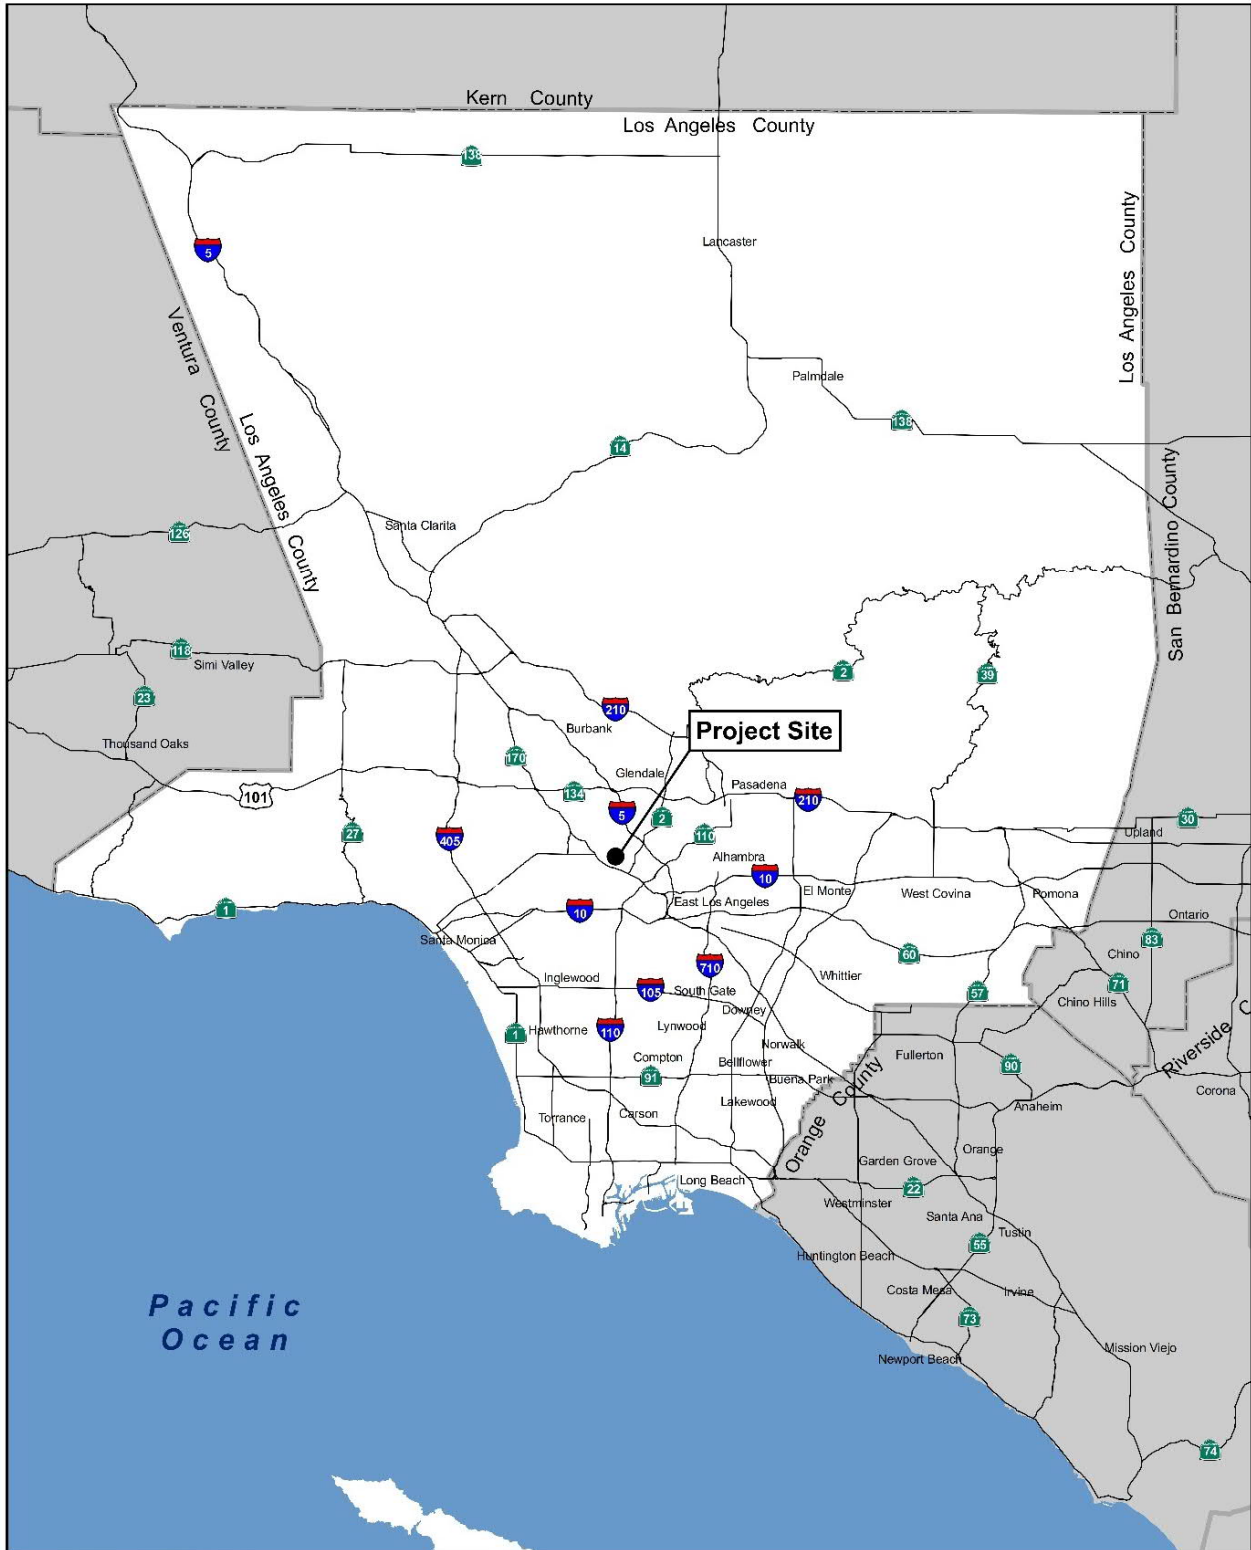 Kern County
Los Angeles County
138
Los Angeles County
Lancaster
5
Ventura County
Palmdale
Los Angeles County
138
14
San Bernardino County
Santa Clarita
126
118
Simi Valley
2
39
23
210
Project Site
Burbank
Thousand Oaks
170
Glendale
Pasadena
134
101
210
5
2
30
27
405
110
Upland
Alhambra
10
El Monte
West Covina
Pomona
East Los Angeles
1
10
Ontario
Santa Monica
83
60
Chino
710
Inglewood
Whittier
105
South Gate
57
71
Chino Hills
Downey
Riverside C
1
Hawthorne
110
Lynwood
Norwalk
Fullerton
Compton
Bellflower
90
91
Buena Park
Corona
Lakewood
Orange County
Anaheim
Torrance
Carson
Orange
Garden Grove
Long Beach
22
Westminster
Santa Ana
Tustin
55
Huntington Beach
Costa Mesa
Irvine
Pacific
Ocean
73
Mission Viejo
Newport Beach
74